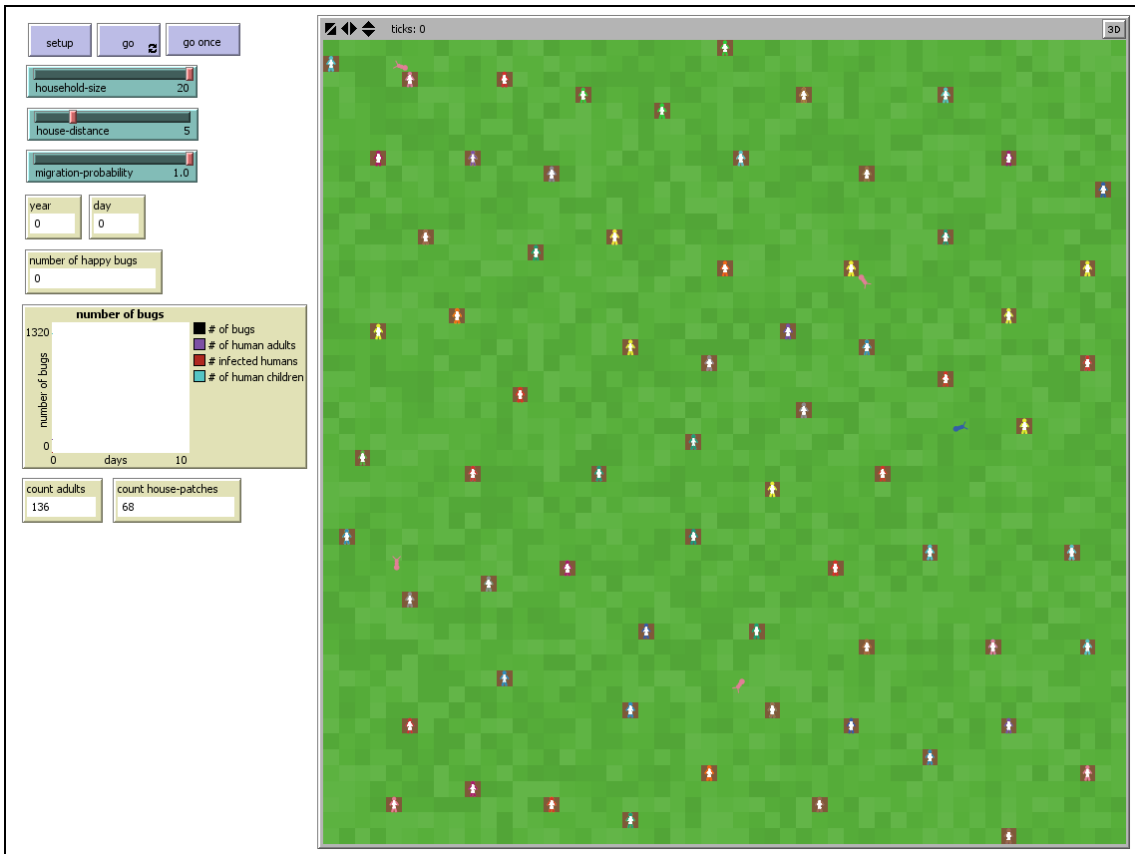 setup go go once
household-size 20
house-distance 5
migration-probability 1.0
year
0
day
0
number of happy bugs
0
number of bugs
1320
number of bugs
0
0 days 10
# of bugs
# of human adults
# infected humans
# of human children
count adults
136
count house-patches
68
ticks: 0
3D